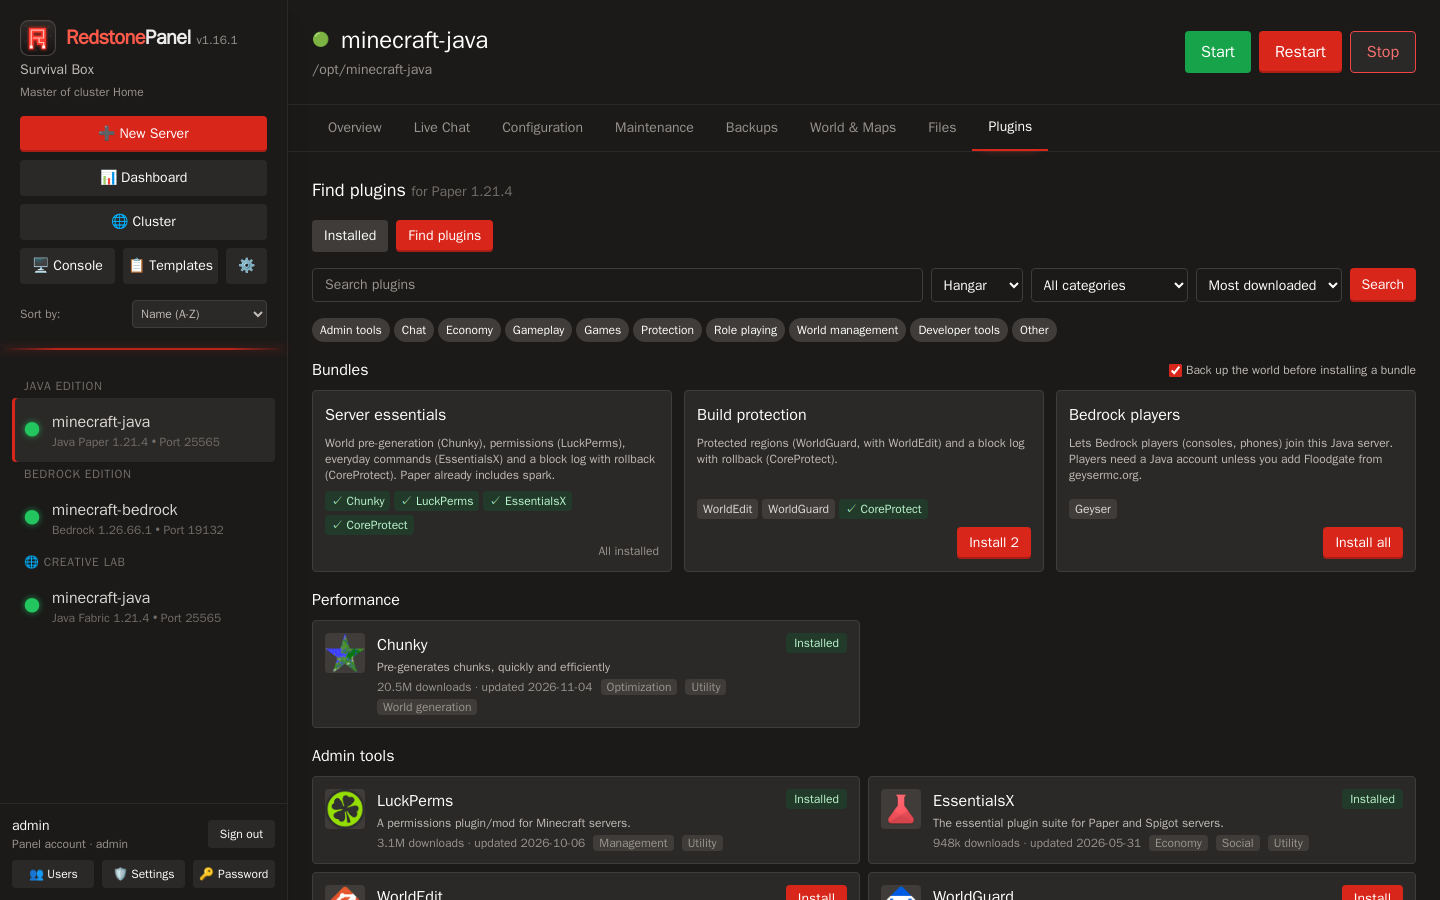 RedstonePanel v1.16.1
Survival Box
Master of cluster Home
➕ New Server
📊 Dashboard
🌐 Cluster
🖥️ Console
📋 Templates
⚙️
Sort by:
Name (A-Z)
JAVA EDITION
minecraft-java
Java Paper 1.21.4 • Port 25565
BEDROCK EDITION
minecraft-bedrock
Bedrock 1.26.66.1 • Port 19132
🌐 CREATIVE LAB
minecraft-java
Java Fabric 1.21.4 • Port 25565
admin
Panel account · admin
Sign out
👥 Users
🛡️ Settings
🔑 Password
minecraft-java
/opt/minecraft-java
Start
Restart
Stop
Overview
Live Chat
Configuration
Maintenance
Backups
World & Maps
Files
Plugins
Find plugins for Paper 1.21.4
Installed
Find plugins
Search plugins
Hangar
All categories
Most downloaded
Search
Admin tools
Chat
Economy
Gameplay
Games
Protection
Role playing
World management
Developer tools
Other
Bundles
Back up the world before installing a bundle
Server essentials
World pre-generation (Chunky), permissions (LuckPerms),
everyday commands (EssentialsX) and a block log with rollback
(CoreProtect). Paper already includes spark.
✓ Chunky
✓ LuckPerms
✓ EssentialsX
✓ CoreProtect
All installed
Build protection
Protected regions (WorldGuard, with WorldEdit) and a block log
with rollback (CoreProtect).
WorldEdit
WorldGuard
✓ CoreProtect
Install 2
Bedrock players
Lets Bedrock players (consoles, phones) join this Java server.
Players need a Java account unless you add Floodgate from
geysermc.org.
Geyser
Install all
Performance
Chunky
Installed
Pre-generates chunks, quickly and efficiently
20.5M downloads · updated 2026-11-04
Optimization
Utility
World generation
Admin tools
LuckPerms
Installed
A permissions plugin/mod for Minecraft servers.
3.1M downloads · updated 2026-10-06
Management
Utility
EssentialsX
Installed
The essential plugin suite for Paper and Spigot servers.
948k downloads · updated 2026-05-31
Economy
Social
Utility
WorldEdit
Install
WorldGuard
Install